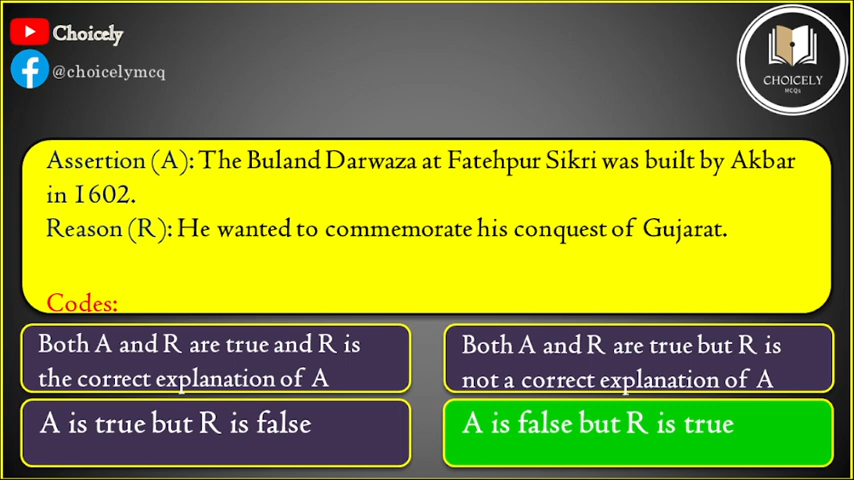 Choicely
@choicelymcq
CHOICELY
MCQs
Assertion (A): The Buland Darwaza at Fatehpur Sikri was built by Akbar
in 1602.
Reason (R): He wanted to commemorate his conquest of Gujarat.
Codes:
Both A and R are true and R is
the correct explanation of A
Both A and R are true but R is
not a correct explanation of A
A is true but R is false
A is false but R is true